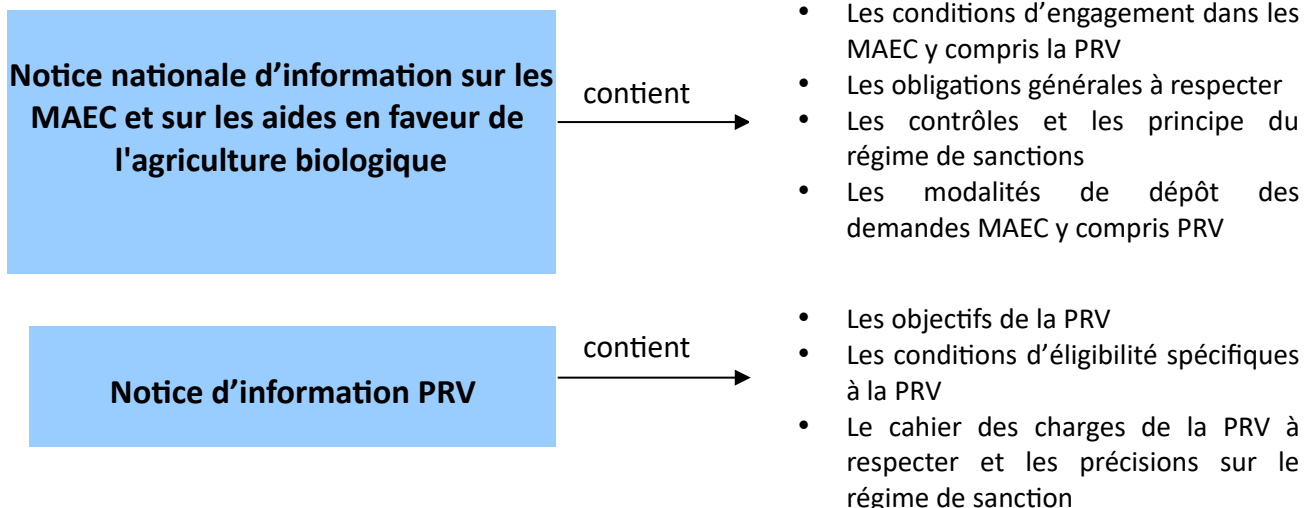 Notice nationale d'information sur les
MAEC et sur les aides en faveur de
l'agriculture biologique
contient
• Les conditions d'engagement dans les
MAEC y compris la PRV
• Les obligations générales à respecter
• Les contrôles et les principe du
régime de sanctions
• Les modalités de dépôt des
demandes MAEC y compris PRV
Notice d'information PRV
contient
• Les objectifs de la PRV
• Les conditions d'éligibilité spécifiques
à la PRV
• Le cahier des charges de la PRV à
respecter et les précisions sur le
régime de sanction